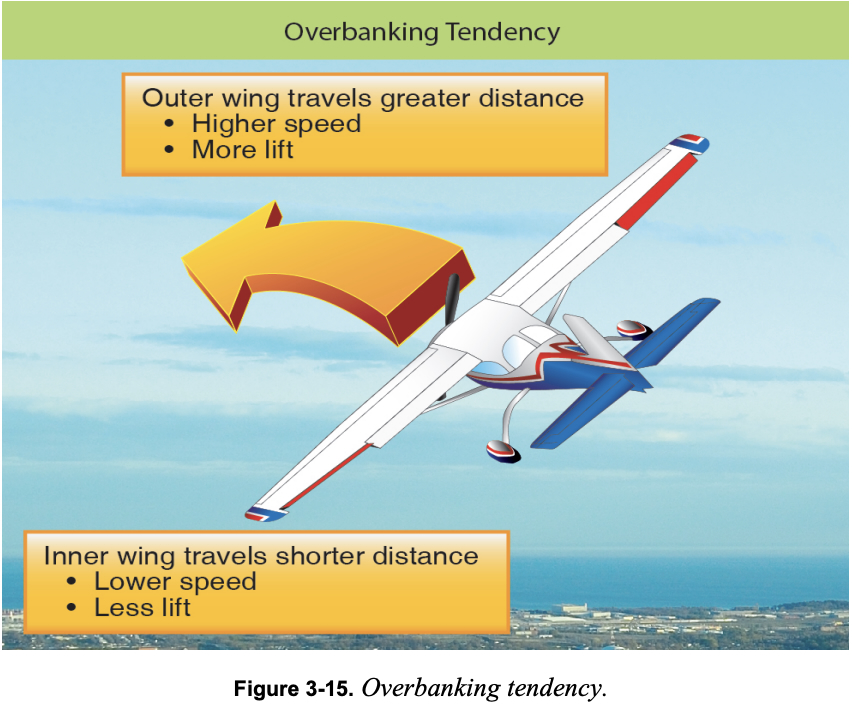 Overbanking Tendency
Outer wing travels greater distance
• Higher speed
• More lift
Inner wing travels shorter distance
• Lower speed
• Less lift
Figure 3-15. Overbanking tendency.